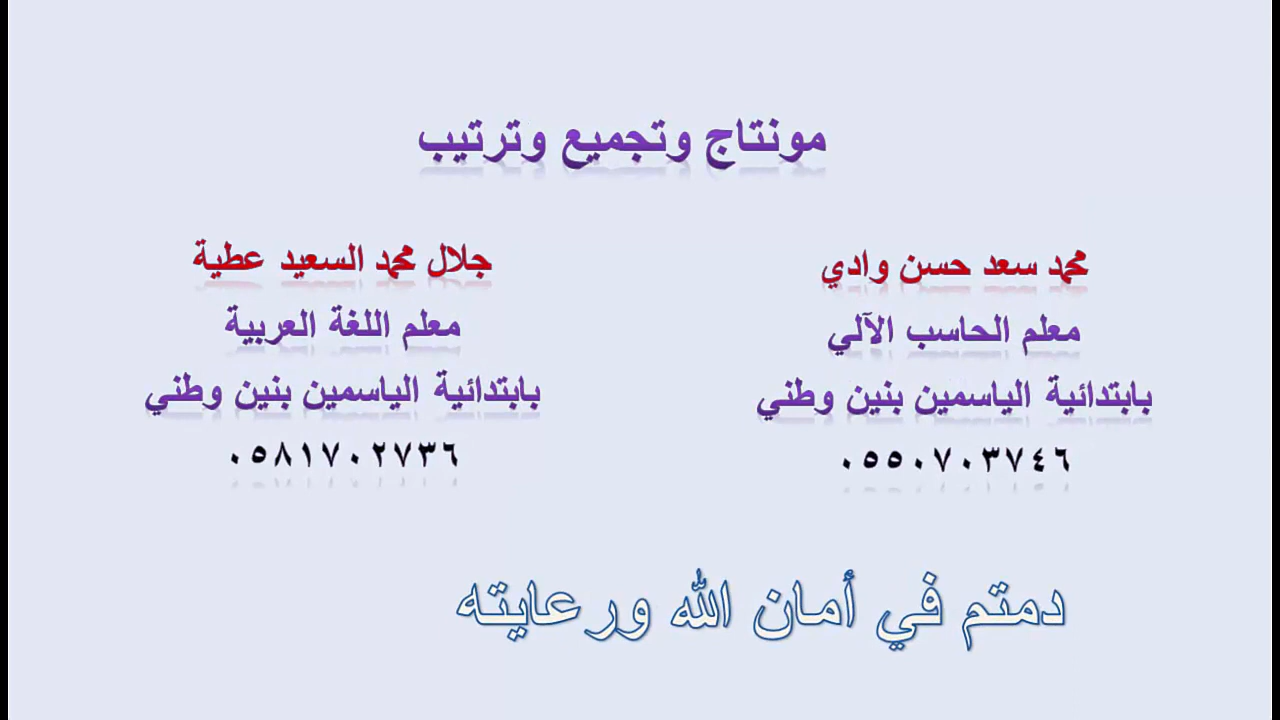 مونتاج وتجميع وترتيب
محمد سعد حسن وادي
معلم الحاسب الآلي
بابتدائية الياسمين بنين وطني
٠٥٥٠٧٠٣٧٤٦
جلال محمد السعيد عطية
معلم اللغة العربية
بابتدائية الياسمين بنين وطني
٠٥٨١٧٠٢٧٣٦
دمتم في أمان الله ورعايته